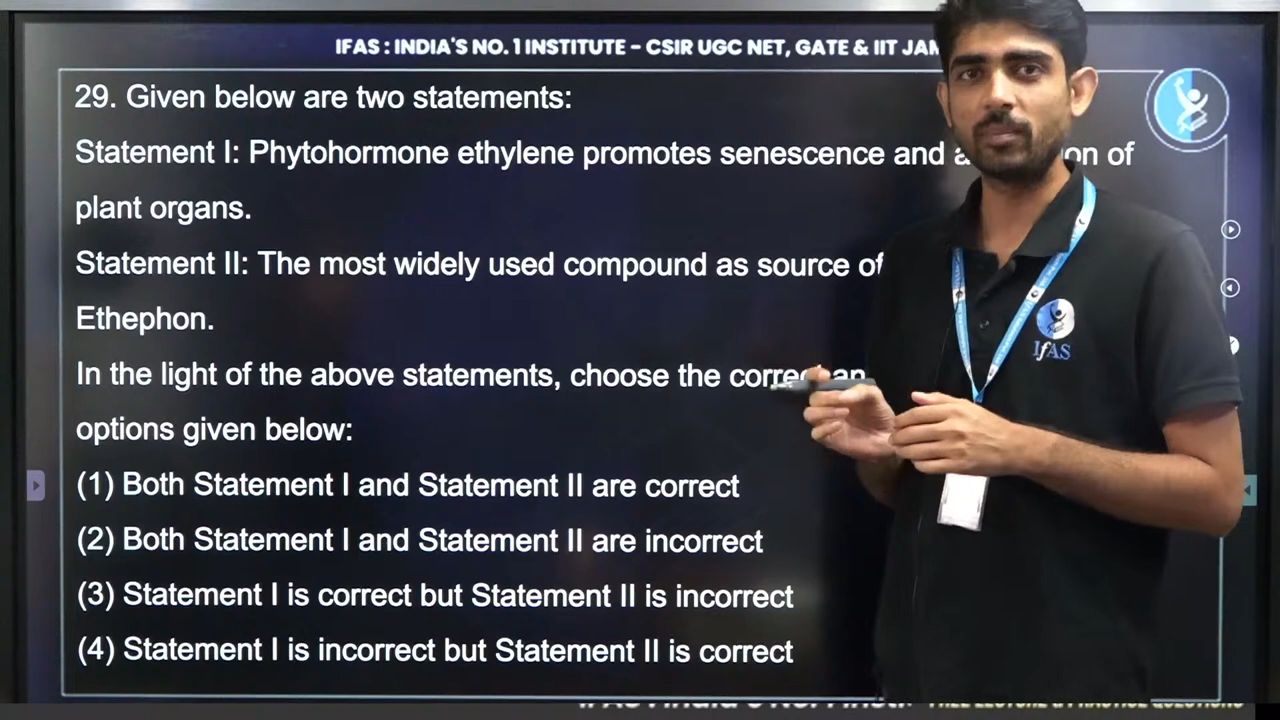 IFAS : INDIA'S NO. 1 INSTITUTE – CSIR UGC NET, GATE & IIT JAM
29. Given below are two statements:
Statement I: Phytohormone ethylene promotes senescence and of
plant organs.
Statement II: The most widely used compound as source of
Ethephon.
In the light of the above statements, choose the
options given below:
(1) Both Statement I and Statement II are correct
(2) Both Statement I and Statement II are incorrect
(3) Statement I is correct but Statement II is incorrect
(4) Statement I is incorrect but Statement II is correct
IfAS